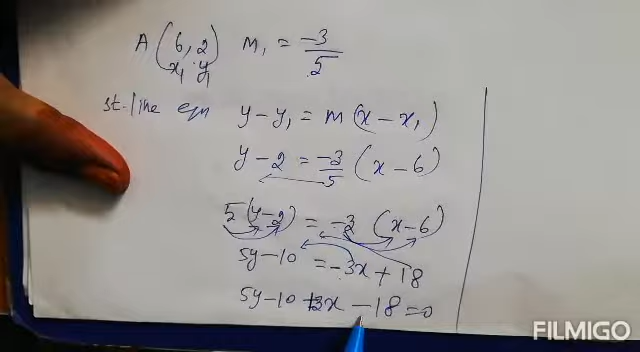 A (6, 2) m₁ = -3/5
x₁ y₁
st-line eqn y - y₁ = m(x - x₁)
y - 2 = -3/5 (x - 6)
5(y-2) = -3 (x-6)
5y-10 = -3x + 18
5y-10+3x - 18 = 0
FILMIGO